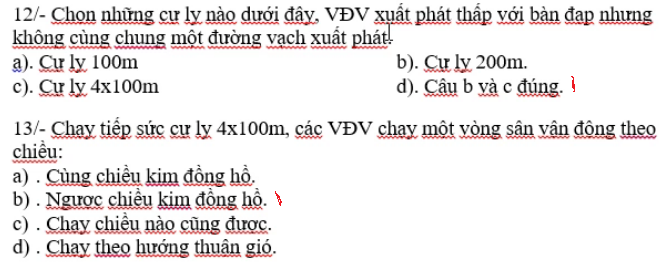 12/- Chọn những cự ly nào dưới đây, VĐV xuất phát thấp với bàn đạp nhưng
không cùng chung một đường vạch xuất phát.
a). Cự ly 100m b). Cự ly 200m.
c). Cự ly 4x100m d). Câu b và c đúng.
13/- Chạy tiếp sức cự ly 4x100m, các VĐV chạy một vòng sân vận động theo
chiều:
a) . Cùng chiều kim đồng hồ.
b) . Ngược chiều kim đồng hồ.
c) . Chạy chiều nào cũng được.
d) . Chạy theo hướng thuận gió.